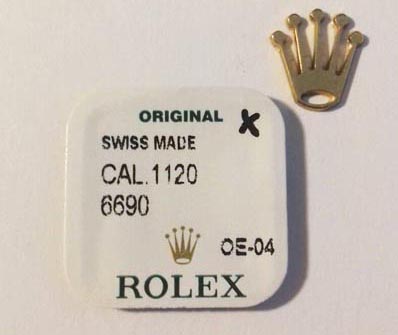 ORIGINAL
SWISS MADE
CAL.1120
6690
OE-04
ROLEX